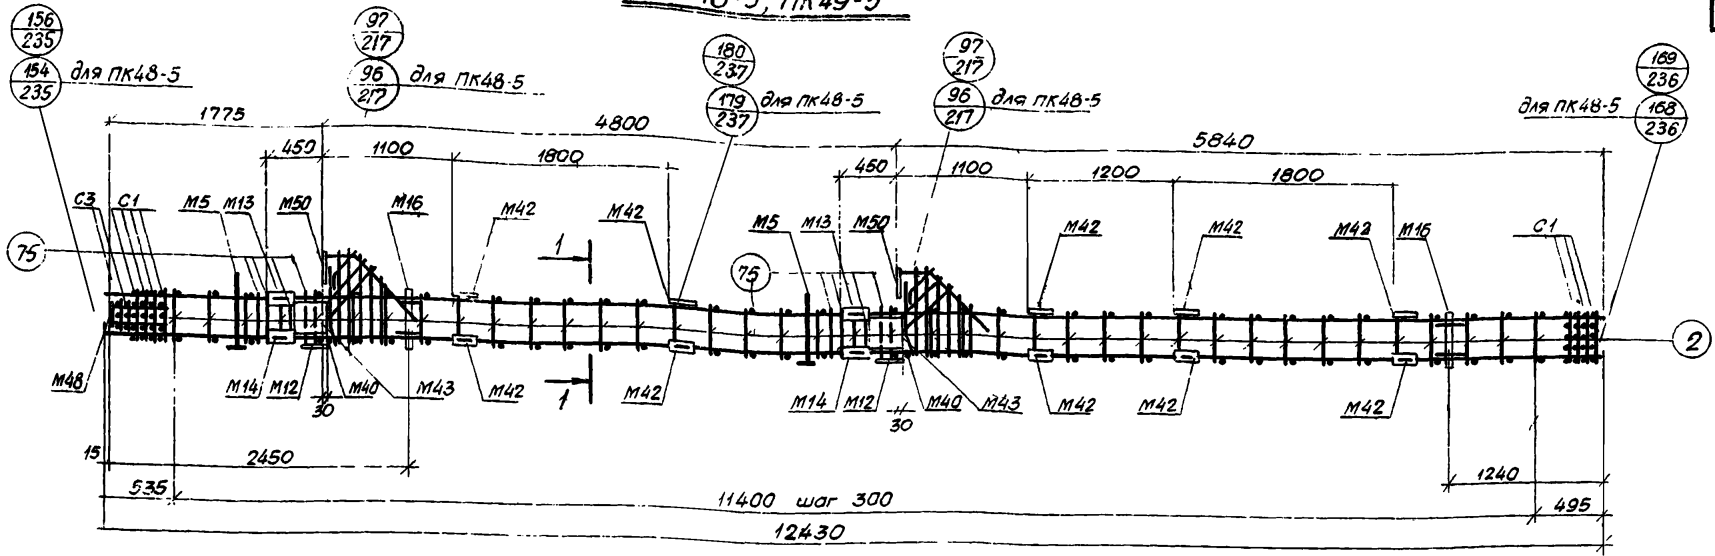 18-5, ПК49-5
156
235
154
235
для ПК48-5
97
217
96
217
для ПК48-5
180
237
179
237
для ПК48-5
97
217
96
217
для ПК48-5
169
236
для ПК48-5
168
236
1775
4800
5840
450
1100
1800
450
1100
1200
1800
С3
С1
М5
М13
М50
М16
М42
М42
М5
М13
М50
М42
М42
М42
М16
С1
75
1
75
2
М48
М14
М12
М40
М43
М42
1
М42
М14
М12
М40
М43
М42
М42
М42
30
30
15
2450
1240
535
11400 шаг 300
495
12430